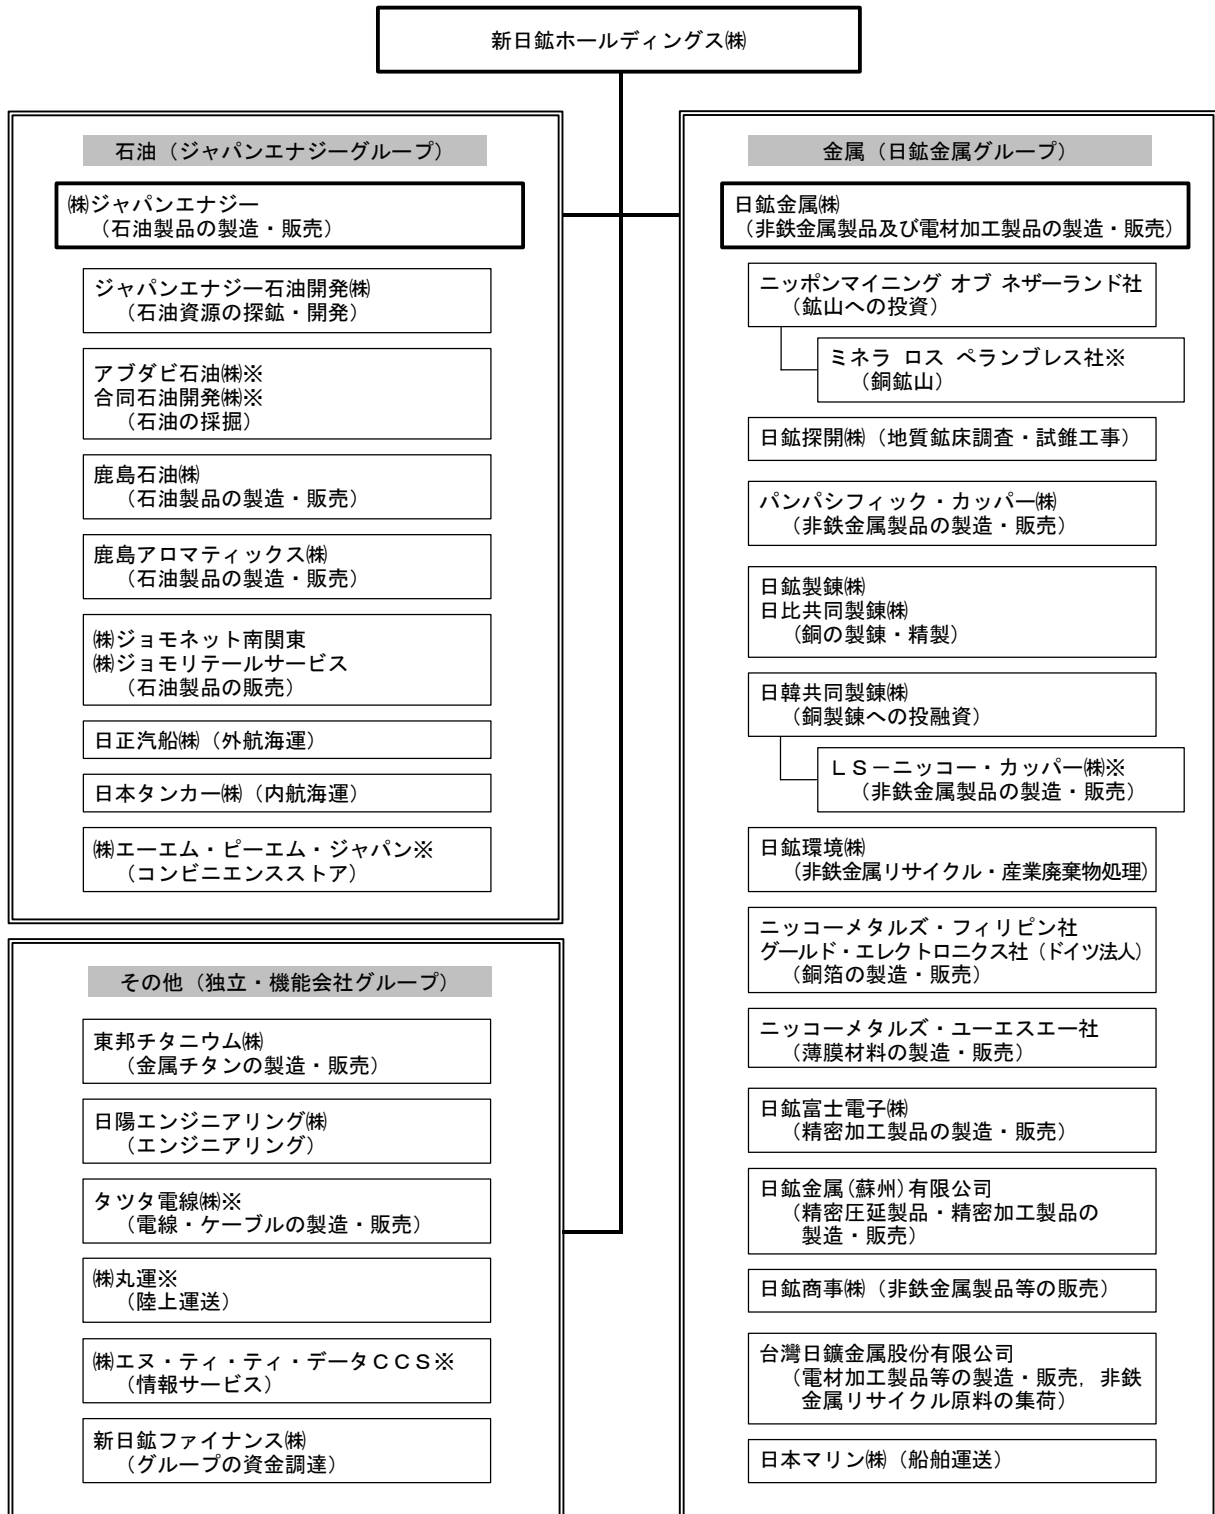 新日鉱ホールディングス㈱
石油（ジャパンエナジーグループ）
㈱ジャパンエナジー
（石油製品の製造・販売）
ジャパンエナジー石油開発㈱
（石油資源の探鉱・開発）
アブダビ石油㈱※
合同石油開発㈱※
（石油の採掘）
鹿島石油㈱
（石油製品の製造・販売）
鹿島アロマティックス㈱
（石油製品の製造・販売）
㈱ジョモネット南関東
㈱ジョモリテールサービス
（石油製品の販売）
日正汽船㈱（外航海運）
日本タンカー㈱（内航海運）
㈱エーエム・ピーエム・ジャパン※
（コンビニエンスストア）
その他（独立・機能会社グループ）
東邦チタニウム㈱
（金属チタンの製造・販売）
日陽エンジニアリング㈱
（エンジニアリング）
タツタ電線㈱※
（電線・ケーブルの製造・販売）
㈱丸運※
（陸上運送）
㈱エヌ・ティ・ティ・データＣＣＳ※
（情報サービス）
新日鉱ファイナンス㈱
（グループの資金調達）
金属（日鉱金属グループ）
日鉱金属㈱
（非鉄金属製品及び電材加工製品の製造・販売）
ニッポンマイニング オブ ネザーランド社
（鉱山への投資）
ミネラ ロス ペランブレス社※
（銅鉱山）
日鉱探開㈱（地質鉱床調査・試錐工事）
パンパシフィック・カッパー㈱
（非鉄金属製品の製造・販売）
日鉱製錬㈱
日比共同製錬㈱
（銅の製錬・精製）
日韓共同製錬㈱
（銅製錬への投融資）
ＬＳ－ニッコー・カッパー㈱※
（非鉄金属製品の製造・販売）
日鉱環境㈱
（非鉄金属リサイクル・産業廃棄物処理）
ニッコーメタルズ・フィリピン社
グールド・エレクトロニクス社（ドイツ法人）
（銅箔の製造・販売）
ニッコーメタルズ・ユーエスエー社
（薄膜材料の製造・販売）
日鉱富士電子㈱
（精密加工製品の製造・販売）
日鉱金属(蘇州)有限公司
（精密圧延製品・精密加工製品の
製造・販売）
日鉱商事㈱（非鉄金属製品等の販売）
台灣日鑛金属股份有限公司
（電材加工製品等の製造・販売，非鉄
金属リサイクル原料の集荷）
日本マリン㈱（船舶運送）